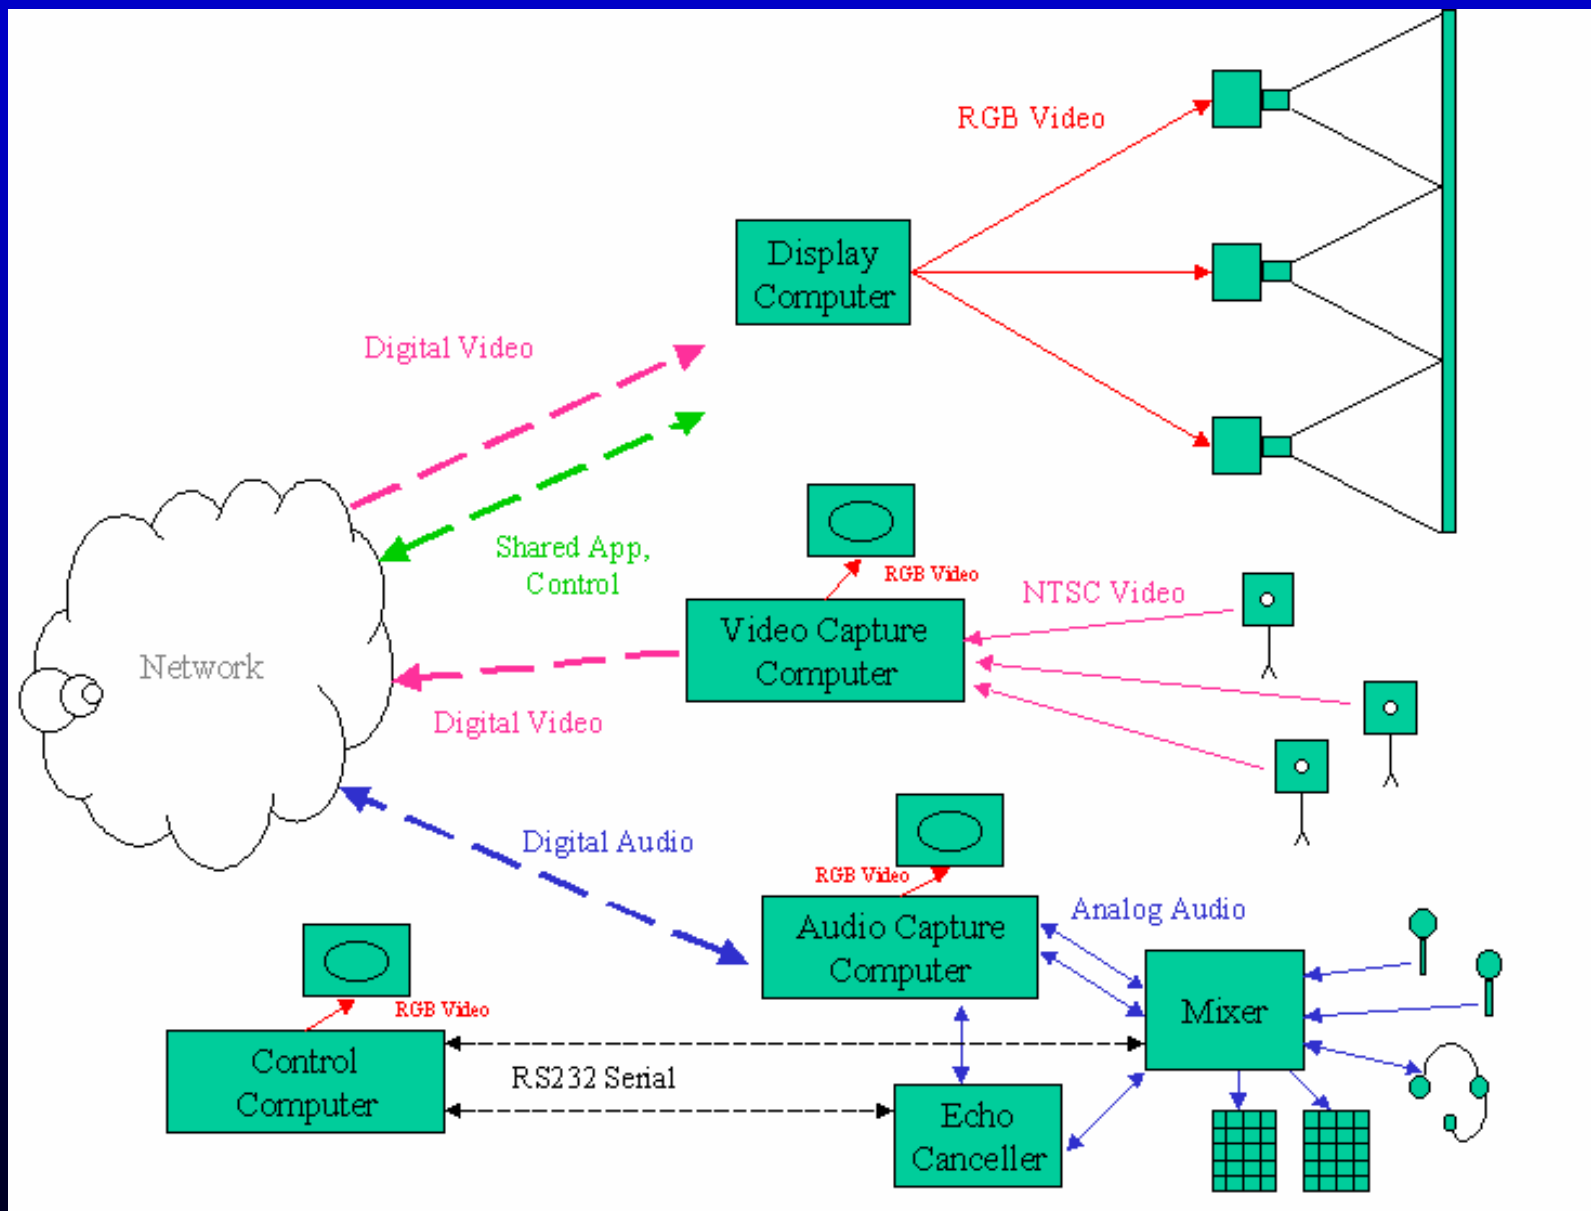 RGB Video
Display
Computer
Digital Video
Shared App,
Control
RGB Video
NTSC Video
Video Capture
Computer
Network
Digital Video
Digital Audio
RGB Video
Analog Audio
Audio Capture
Computer
RGB Video
Mixer
Control
Computer
RS232 Serial
Echo
Canceller